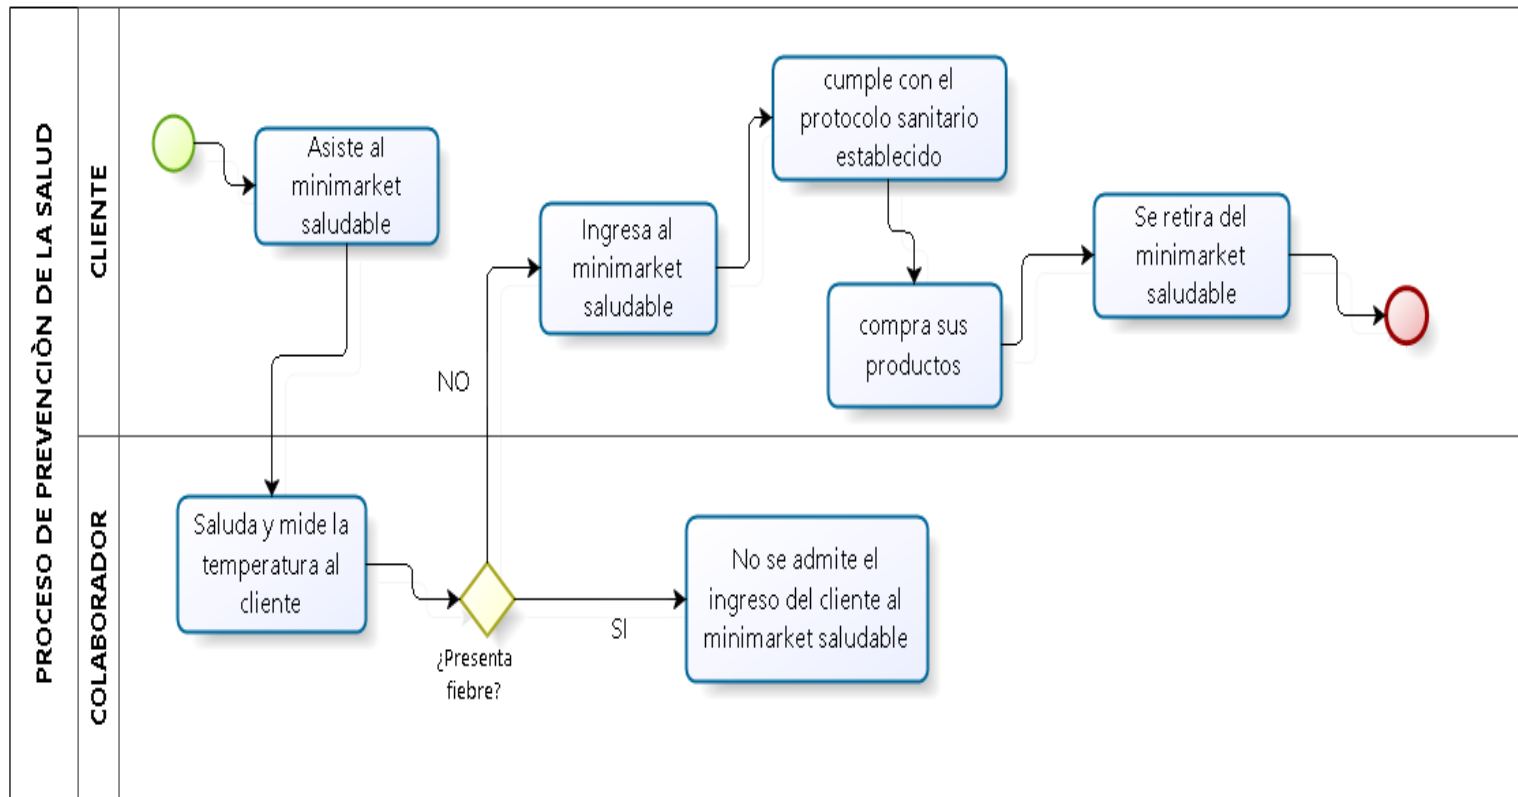 PROCESO DE PREVENCIÒN DE LA SALUD
CLIENTE
Asiste al
minimarket
saludable
Ingresa al
minimarket
saludable
cumple con el
protocolo sanitario
establecido
compra sus
productos
Se retira del
minimarket
saludable
NO
COLABORADOR
Saluda y mide la
temperatura al
cliente
¿Presenta
fiebre?
SI
No se admite el
ingreso del cliente al
minimarket saludable